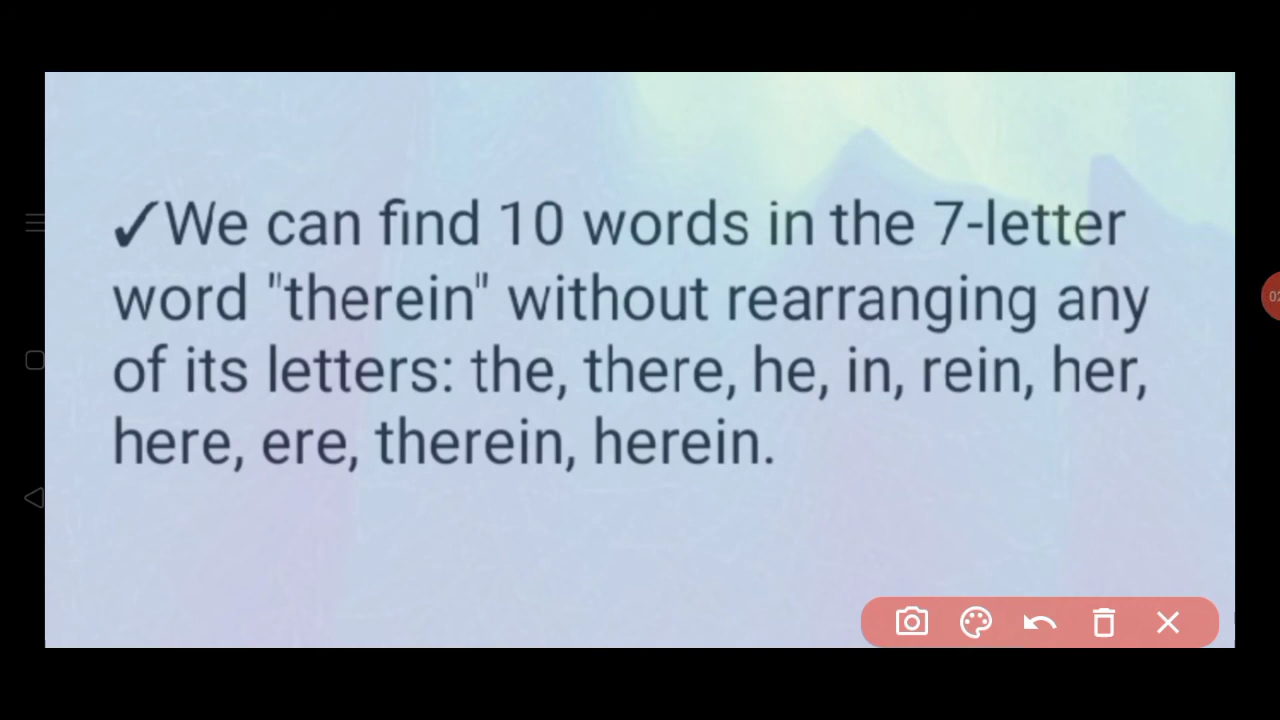 ✓We can find 10 words in the 7-letter
word "therein" without rearranging any
of its letters: the, there, he, in, rein, her,
here, ere, therein, herein.